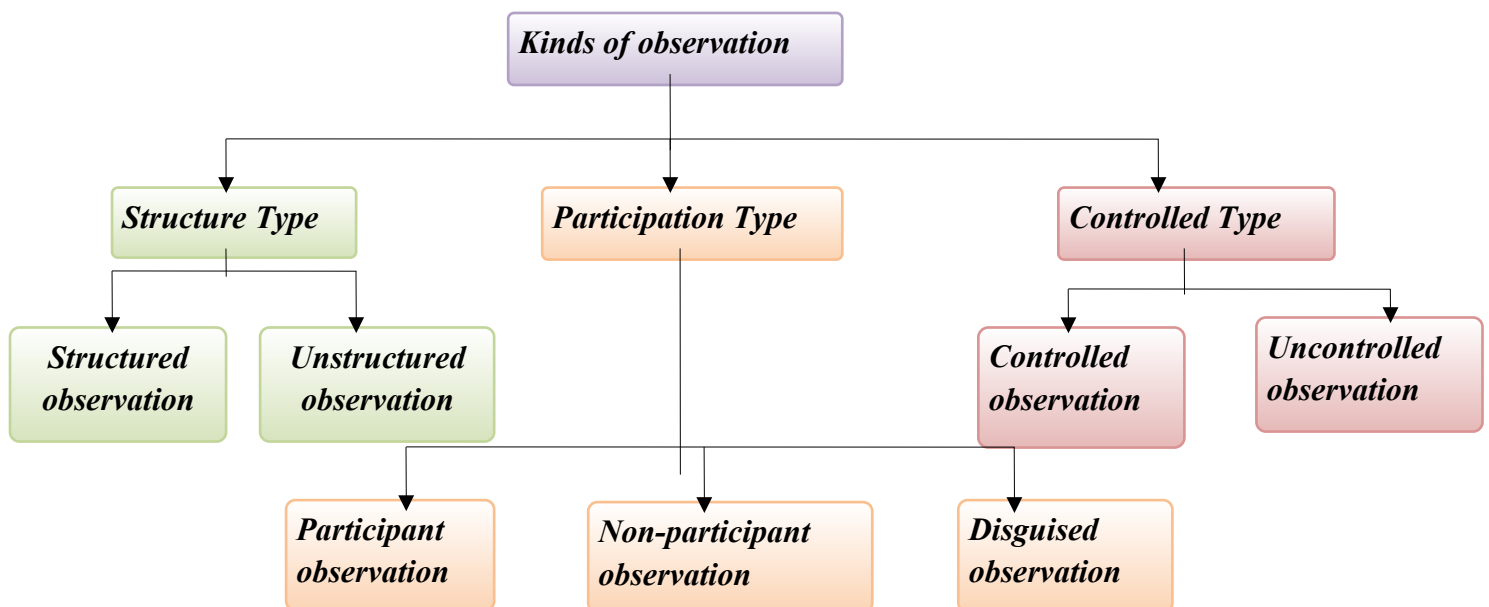 Kinds of observation
Structure Type
Participation Type
Controlled Type
Structured
observation
Unstructured
observation
Controlled
observation
Uncontrolled
observation
Participant
observation
Non-participant
observation
Disguised
observation